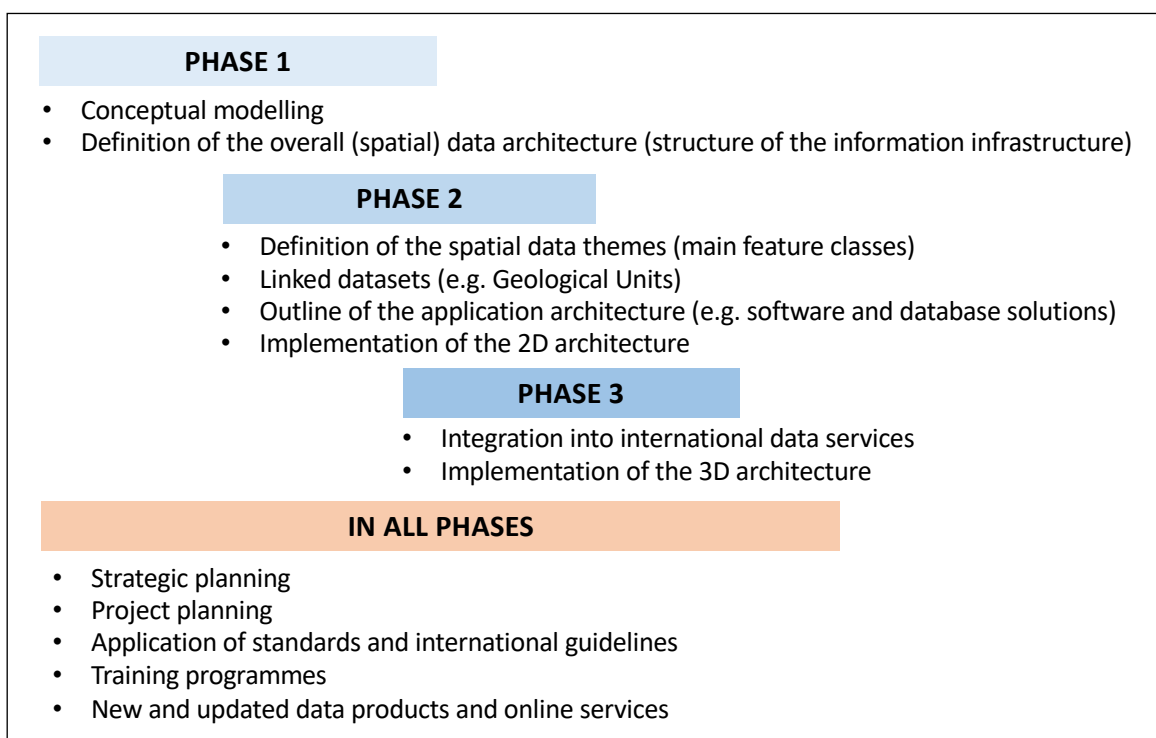 PHASE 1
• Conceptual modelling
• Definition of the overall (spatial) data architecture (structure of the information infrastructure)
PHASE 2
• Definition of the spatial data themes (main feature classes)
• Linked datasets (e.g. Geological Units)
• Outline of the application architecture (e.g. software and database solutions)
• Implementation of the 2D architecture
PHASE 3
• Integration into international data services
• Implementation of the 3D architecture
IN ALL PHASES
• Strategic planning
• Project planning
• Application of standards and international guidelines
• Training programmes
• New and updated data products and online services